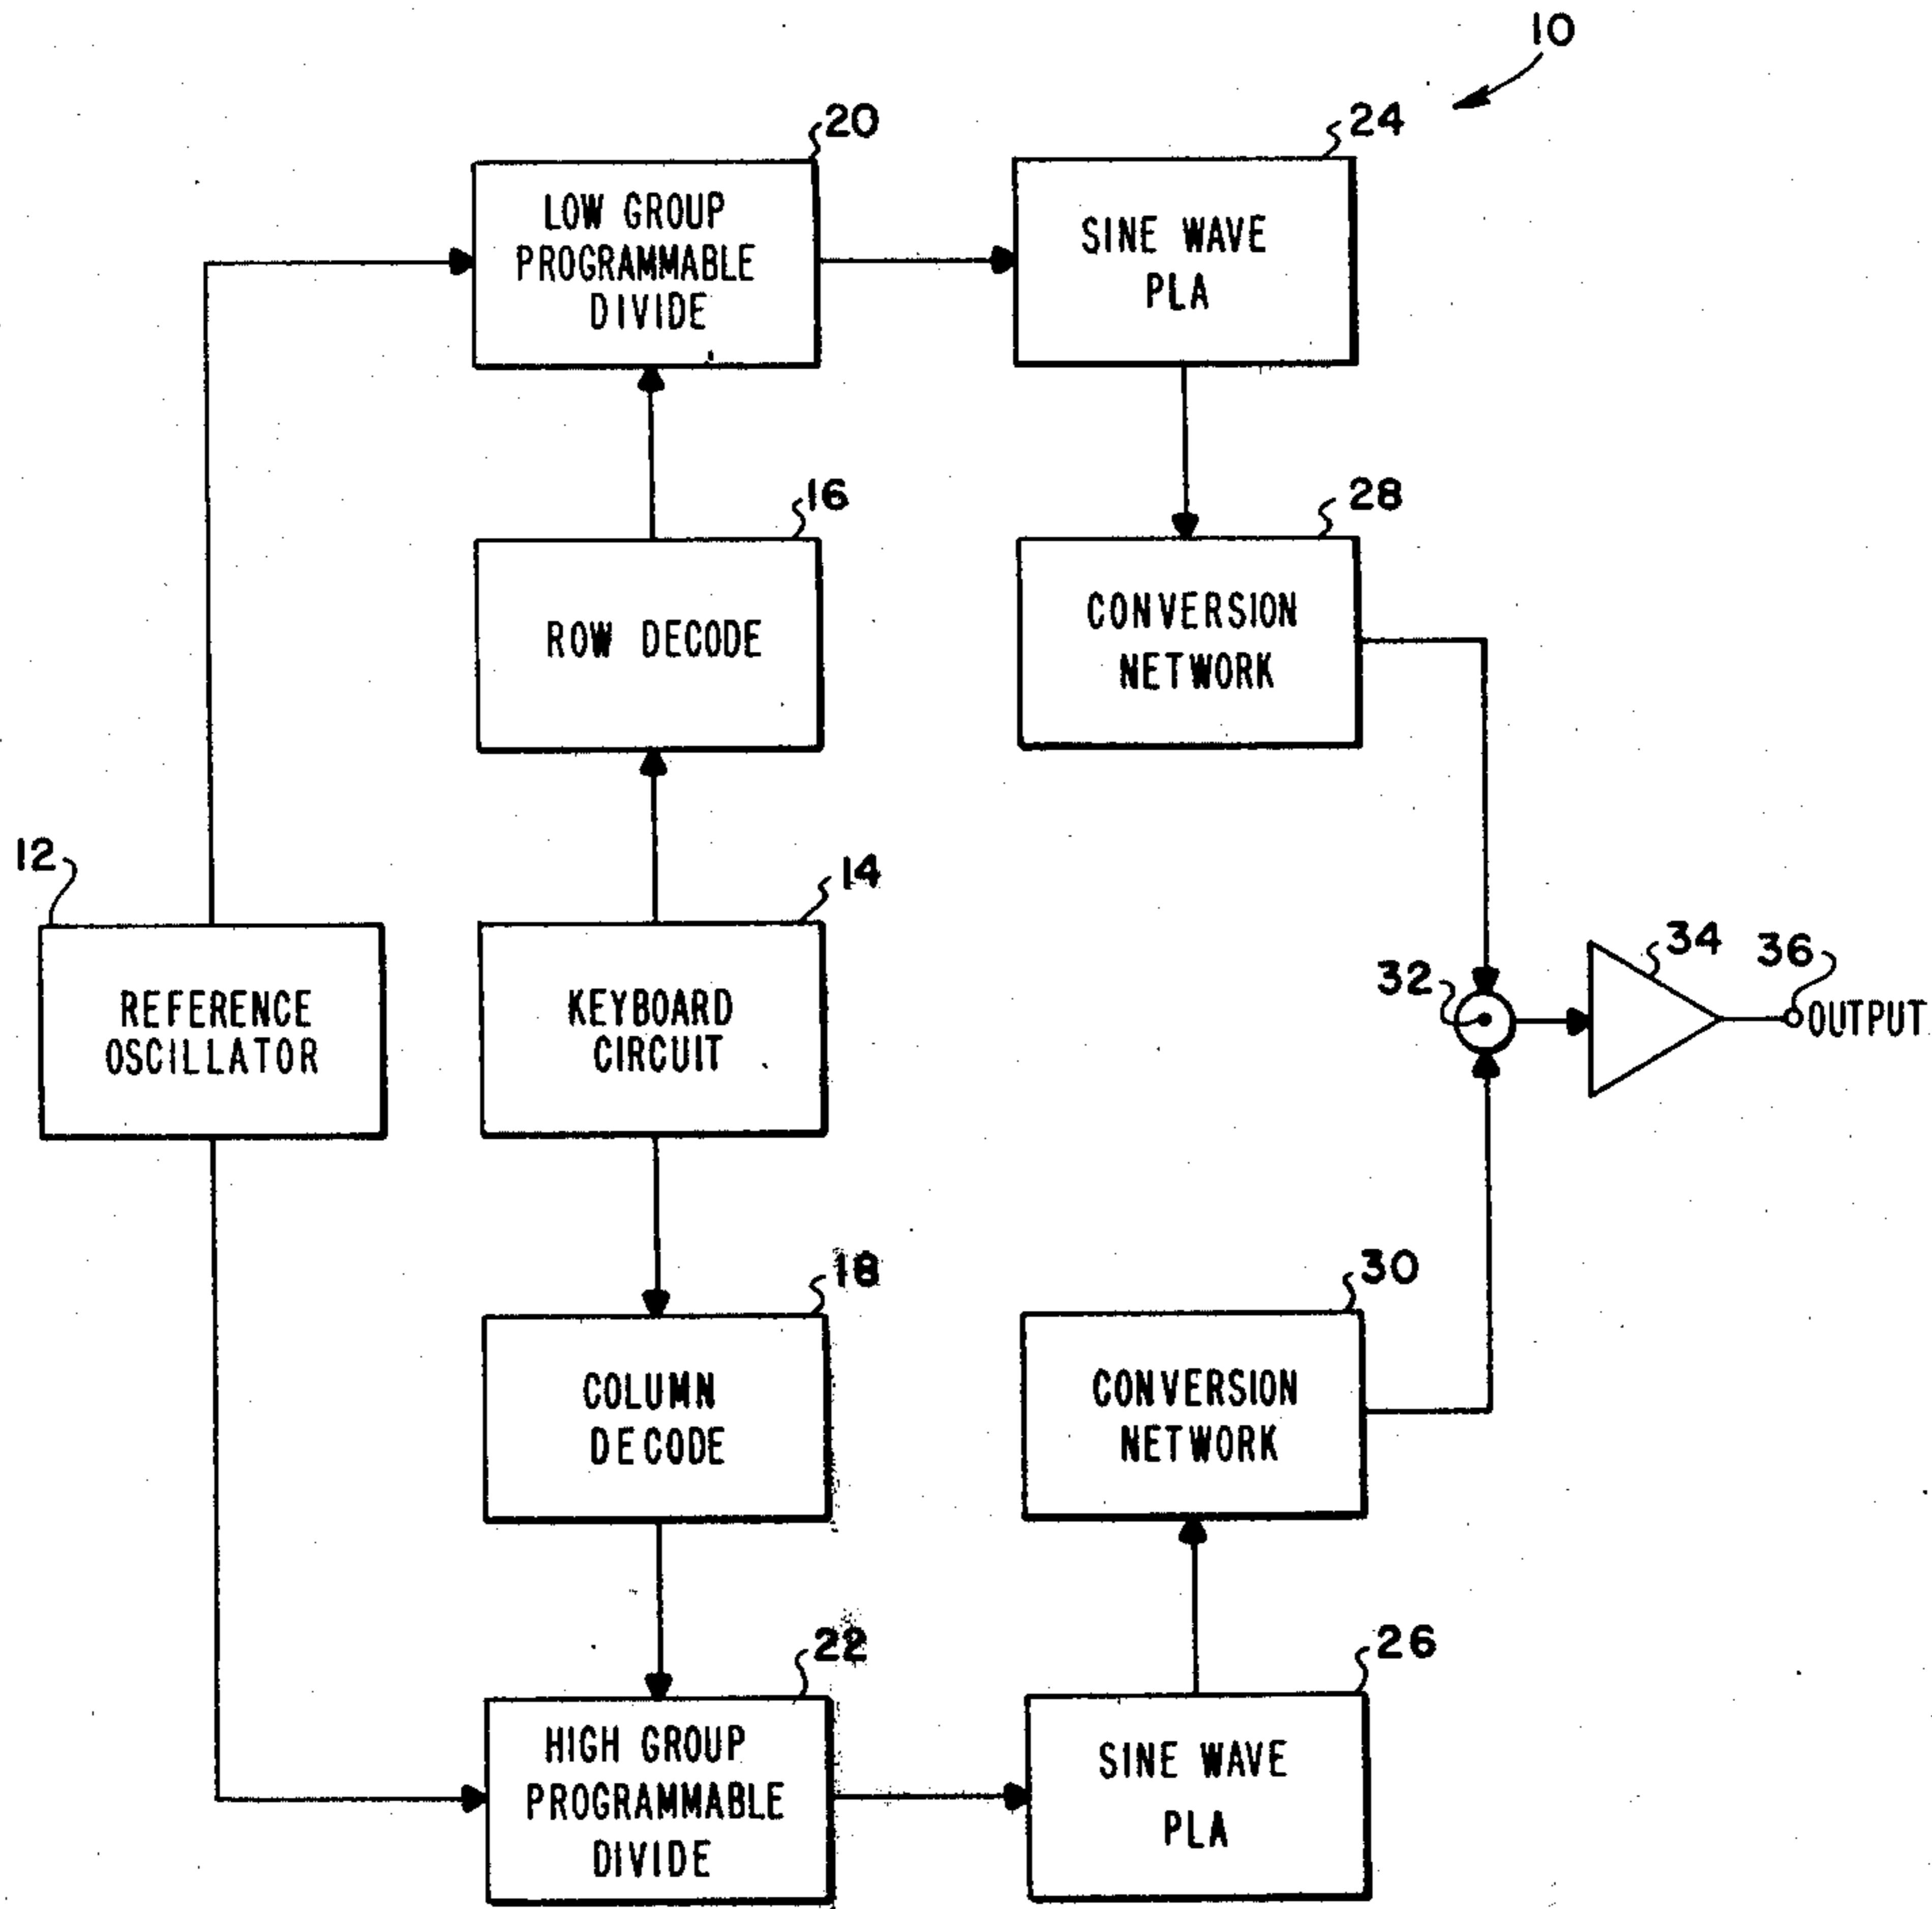 10
20
LOW GROUP
PROGRAMMABLE
DIVIDE
24
SINE WAVE
PLA
16
ROW DECODE
28
CONVERSION
NETWORK
12
REFERENCE
OSCILLATOR
14
KEYBOARD
CIRCUIT
32
34
36
OUTPUT
18
COLUMN
DECODE
30
CONVERSION
NETWORK
22
HIGH GROUP
PROGRAMMABLE
DIVIDE
26
SINE WAVE
PLA